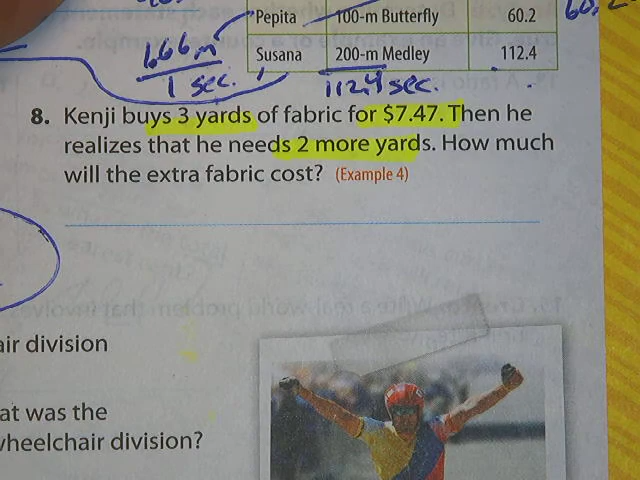 Pepita 100-m Butterfly 60.2
Susana 200-m Medley 112.4
1.66m
1 sec.
112.4 sec.
8. Kenji buys 3 yards of fabric for $7.47. Then he
realizes that he needs 2 more yards. How much
will the extra fabric cost? (Example 4)
air division
at was the
wheelchair division?